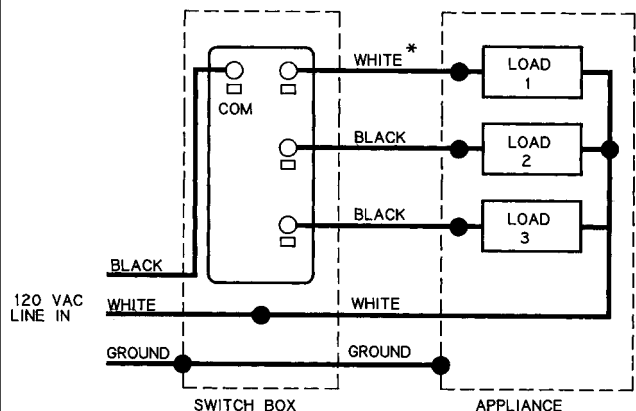 WHITE *
LOAD
1
COM
BLACK
LOAD
2
BLACK
LOAD
3
BLACK
120 VAC
LINE IN
WHITE
WHITE
GROUND
GROUND
SWITCH BOX
APPLIANCE